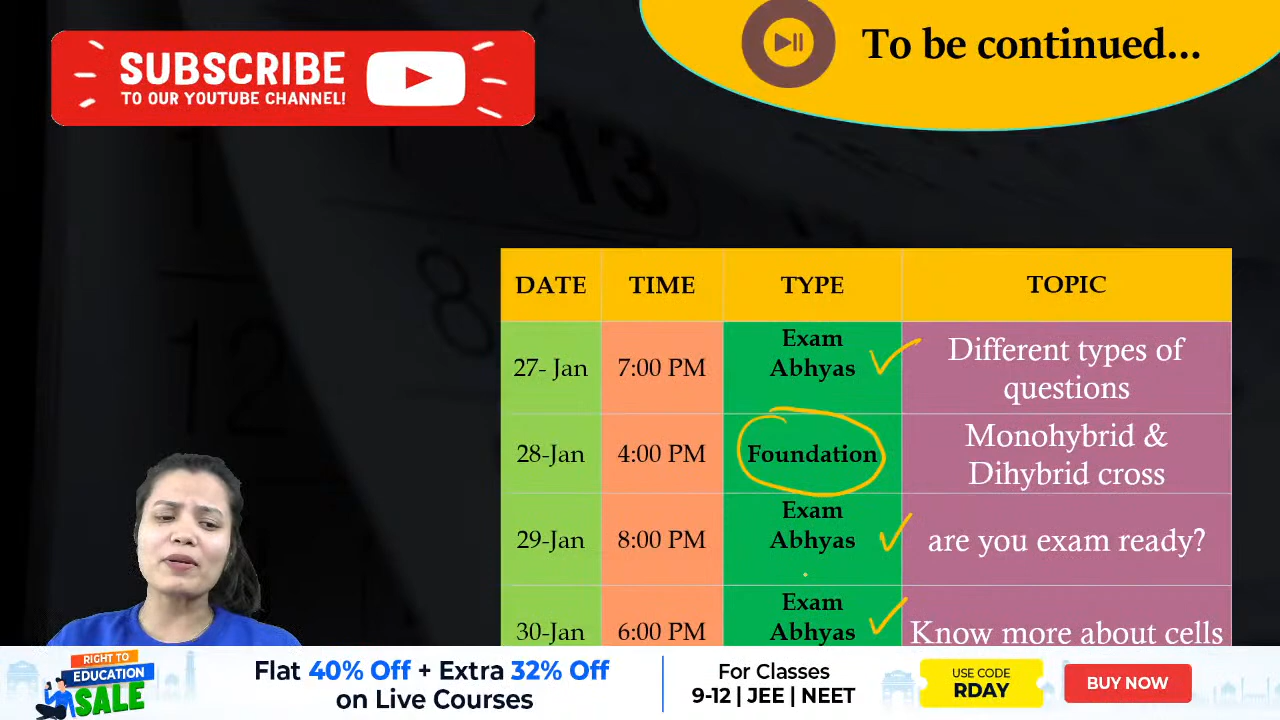 SUBSCRIBE
TO OUR YOUTUBE CHANNEL!
To be continued...
DATE TIME TYPE TOPIC
27- Jan 7:00 PM Exam Abhyas Different types of questions
28-Jan 4:00 PM Foundation Monohybrid & Dihybrid cross
29-Jan 8:00 PM Exam Abhyas are you exam ready?
30-Jan 6:00 PM Exam Abhyas Know more about cells
13
8
12
RIGHT TO
EDUCATION
SALE
Flat 40% Off + Extra 32% Off
on Live Courses
For Classes
9-12 | JEE | NEET
USE CODE
RDAY
BUY NOW